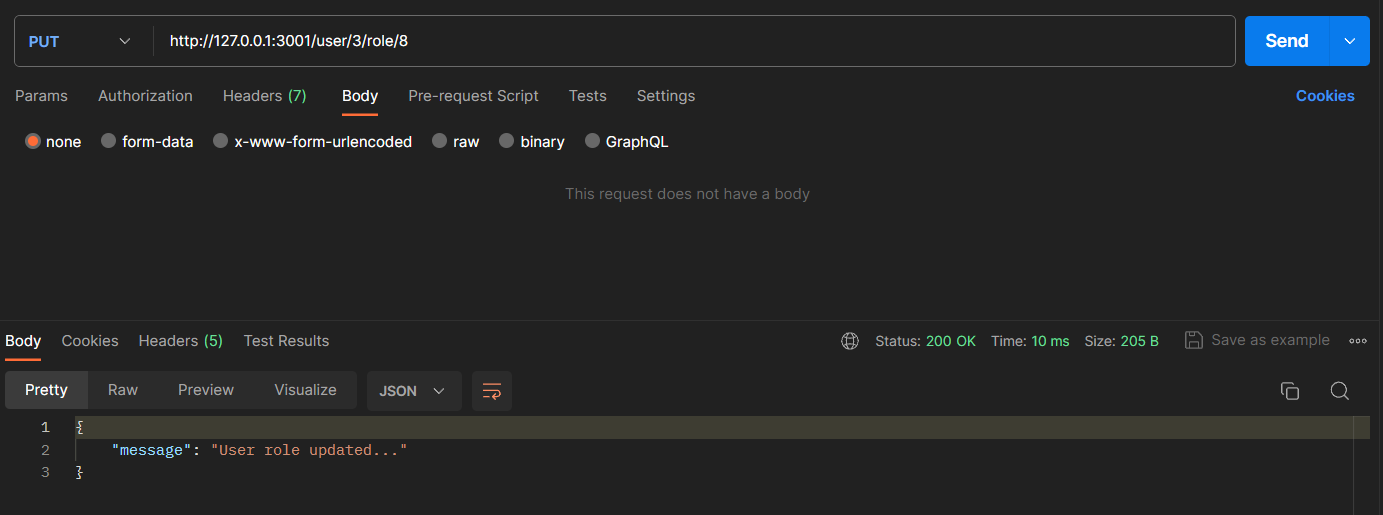 PUT http://127.0.0.1:3001/user/3/role/8 Send
Params Authorization Headers (7) Body Pre-request Script Tests Settings Cookies
none form-data x-www-form-urlencoded raw binary GraphQL
This request does not have a body
Body Cookies Headers (5) Test Results Status: 200 OK Time: 10 ms Size: 205 B Save as example
Pretty Raw Preview Visualize JSON
1 {
2 "message": "User role updated..."
3 }